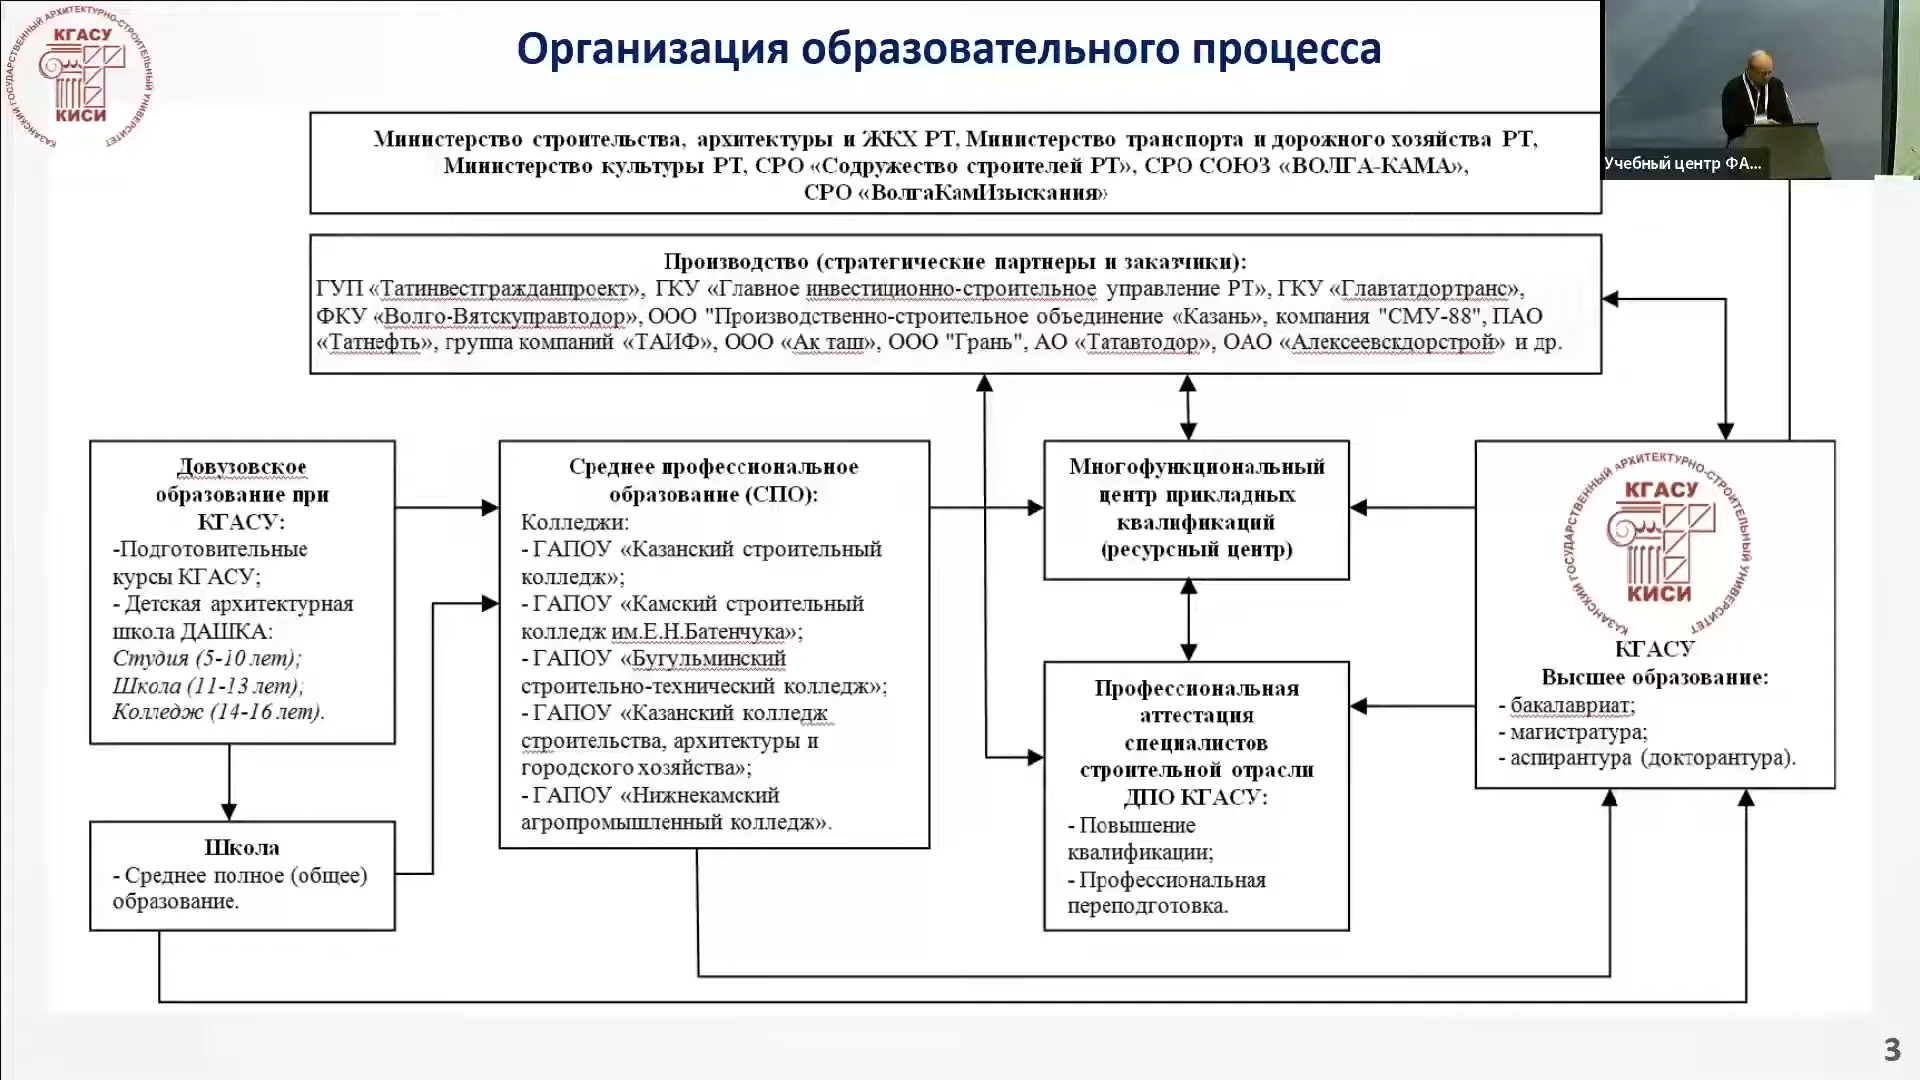 КАЗАНСКИЙ ГОСУДАРСТВЕННЫЙ АРХИТЕКТУРНО-СТРОИТЕЛЬНЫЙ УНИВЕРСИТЕТ
КГАСУ
КИСИ
Организация образовательного процесса
Учебный центр ФА...
Министерство строительства, архитектуры и ЖКХ РТ, Министерство транспорта и дорожного хозяйства РТ,
Министерство культуры РТ, СРО «Содружество строителей РТ», СРО СОЮЗ «ВОЛГА-КАМА»,
СРО «ВолгаКамИзыскания»
Производство (стратегические партнеры и заказчики):
ГУП «Татинвестгражданпроект», ГКУ «Главное инвестиционно-строительное управление РТ», ГКУ «Главтатдортранс»,
ФКУ «Волго-Вятскуправтодор», ООО "Производственно-строительное объединение «Казань», компания "СМУ-88", ПАО
«Татнефть», группа компаний «ТАИФ», ООО «Ак таш», ООО "Грань", АО «Татавтодор», ОАО «Алексеевскдорстрой» и др.
Довузовское
образование при
КГАСУ:
-Подготовительные
курсы КГАСУ;
- Детская архитектурная
школа ДАШКА:
Студия (5-10 лет);
Школа (11-13 лет);
Колледж (14-16 лет).
Школа
- Среднее полное (общее)
образование.
Среднее профессиональное
образование (СПО):
Колледжи:
- ГАПОУ «Казанский строительный
колледж»;
- ГАПОУ «Камский строительный
колледж им.Е.Н.Батенчука»;
- ГАПОУ «Бугульминский
строительно-технический колледж»;
- ГАПОУ «Казанский колледж
строительства, архитектуры и
городского хозяйства»;
- ГАПОУ «Нижнекамский
агропромышленный колледж».
Многофункциональный
центр прикладных
квалификаций
(ресурсный центр)
Профессиональная
аттестация
специалистов
строительной отрасли
ДПО КГАСУ:
- Повышение
квалификации;
- Профессиональная
переподготовка.
КАЗАНСКИЙ ГОСУДАРСТВЕННЫЙ АРХИТЕКТУРНО-СТРОИТЕЛЬНЫЙ УНИВЕРСИТЕТ
КГАСУ
КИСИ
КГАСУ
Высшее образование:
- бакалавриат;
- магистратура;
- аспирантура (докторантура).
3